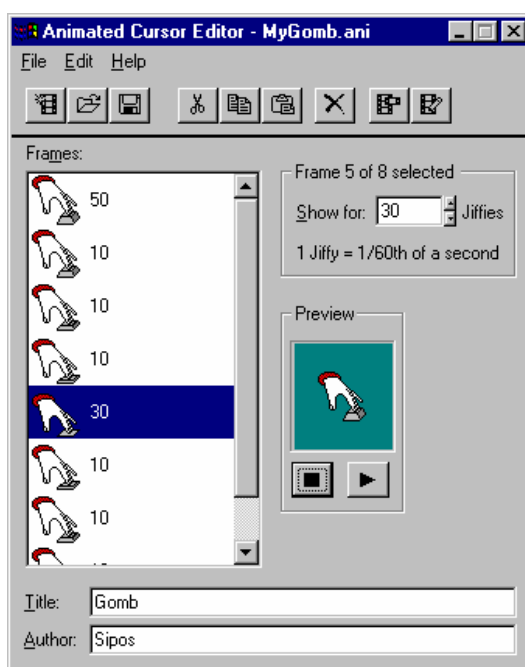 Animated Cursor Editor - MyGomb.ani
File Edit Help
Frames:
50
10
10
10
30
10
10
Frame 5 of 8 selected
Show for: 30 Jiffies
1 Jiffy = 1/60th of a second
Preview
Title: Gomb
Author: Sipos